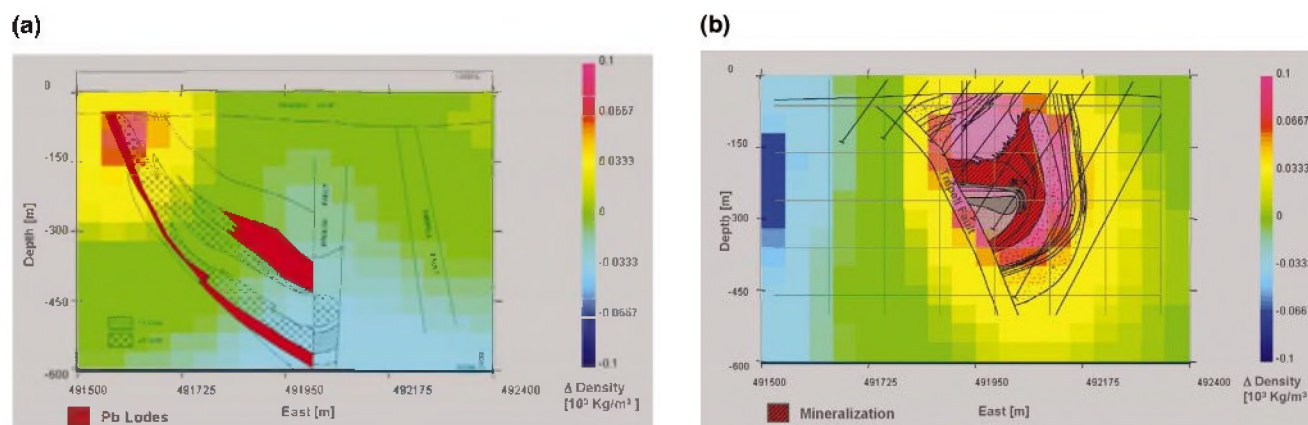 (a)
0.1
0.0667
0.0333
0
-0.0333
-0.0667
-0.1
Δ Density
[10³ Kg/m³]
Depth [m]
0
-150
-300
-450
-600
491500
491725
491950
492175
492400
East [m]
Pb Lodes
(b)
0.1
0.0667
0.0333
0
-0.0333
-0.0667
-0.1
Δ Density
[10³ Kg/m³]
Depth [m]
0
-150
-300
-450
-600
Tripoli Fault
491500
491725
491950
492175
492400
East [m]
Mineralization